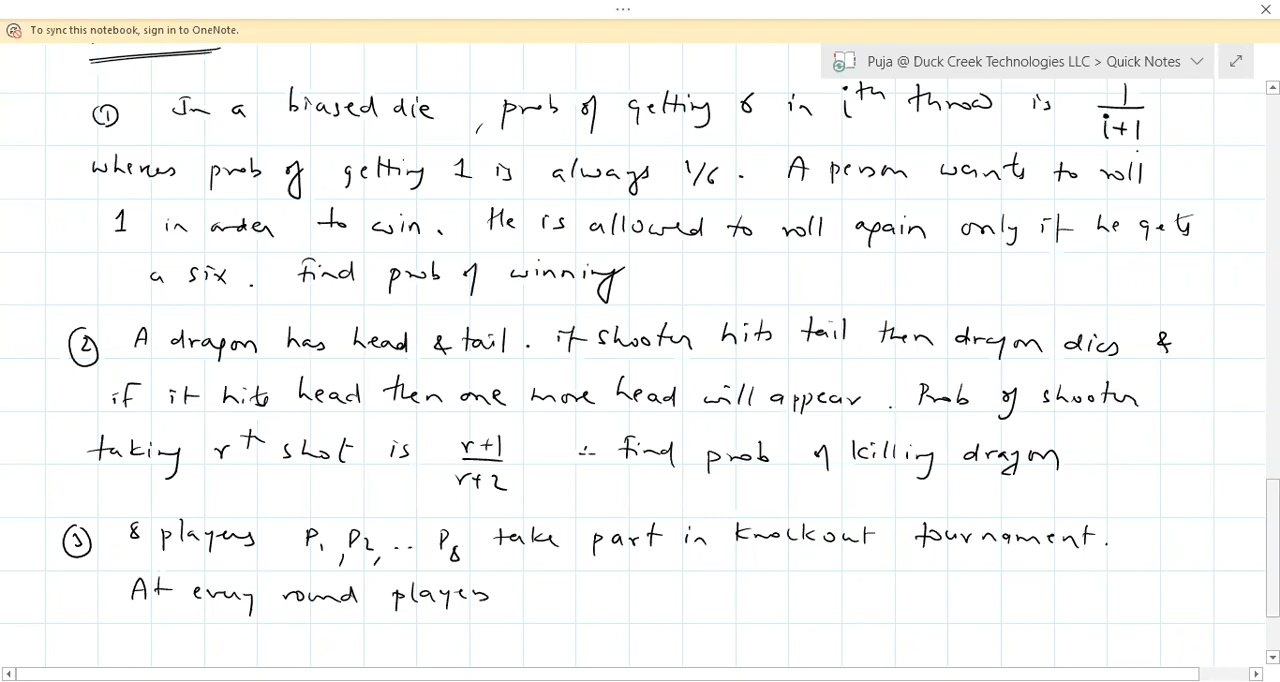 To sync this notebook, sign in to OneNote.
Puja @ Duck Creek Technologies LLC > Quick Notes
① In a biased die, prob of getting 6 in i^th throw is 1/(i+1)
wheres prob of getting 1 is always 1/6. A person wants to roll
1 in order to win. He is allowed to roll again only if he gets
a six. find prob of winning
② A dragon has head & tail. if shooter hits tail then dragon dies &
if it hits head then one more head will appear. Prob of shooter
taking r^th shot is (r+1)/(r+2) ∴ find prob of killing dragon
③ 8 players P₁, P₂, .. P₈ take part in knockout tournament.
At every round players